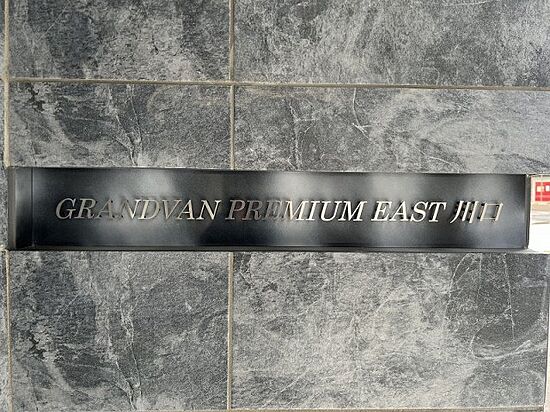 GRANDVAN PREMIUM EAST 川口